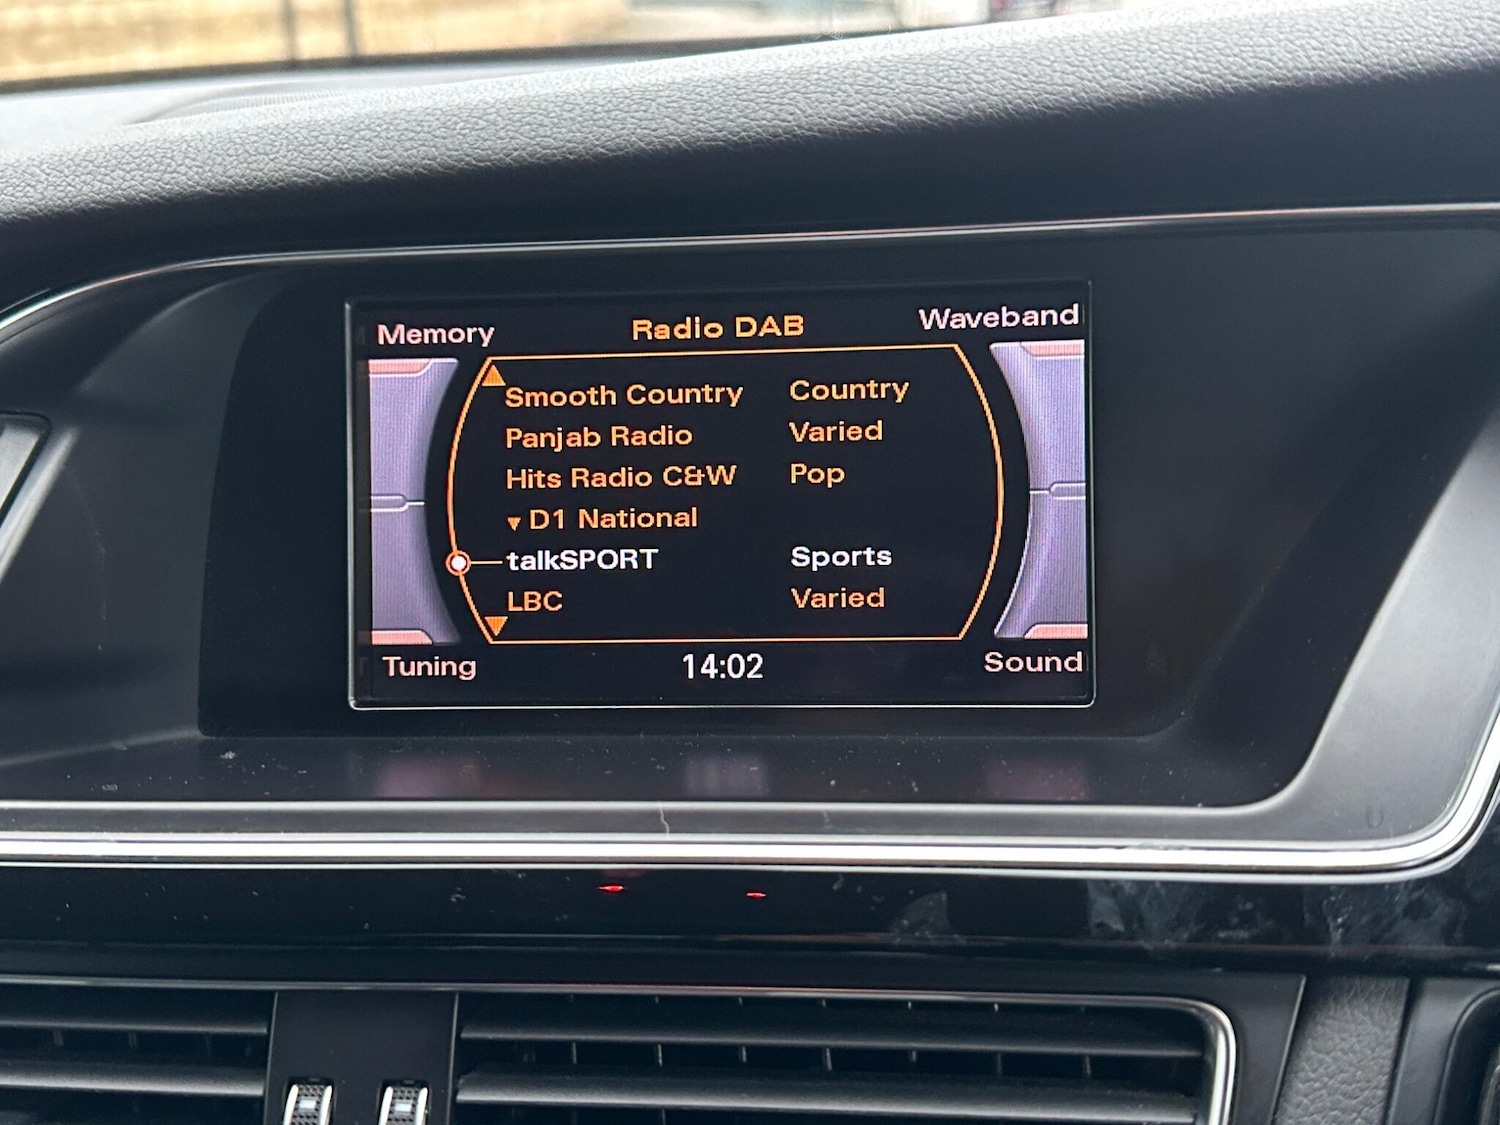 Memory Radio DAB Waveband
Smooth Country Country
Panjab Radio Varied
Hits Radio C&W Pop
▼ D1 National
talkSPORT Sports
LBC Varied
Tuning 14:02 Sound